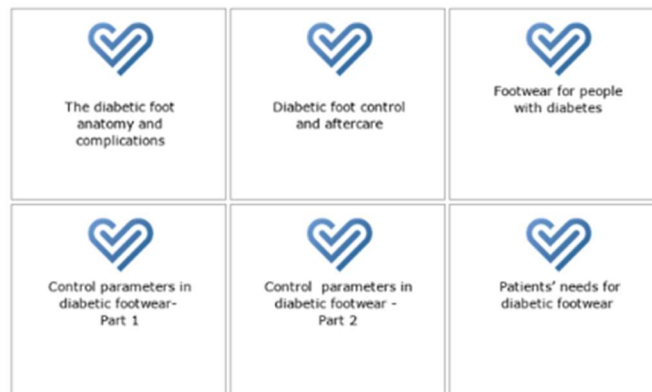 The diabetic foot
anatomy and
complications
Diabetic foot control
and aftercare
Footwear for people
with diabetes
Control parameters in
diabetic footwear-
Part 1
Control  parameters in
diabetic footwear -
Part 2
Patients’ needs for
diabetic footwear